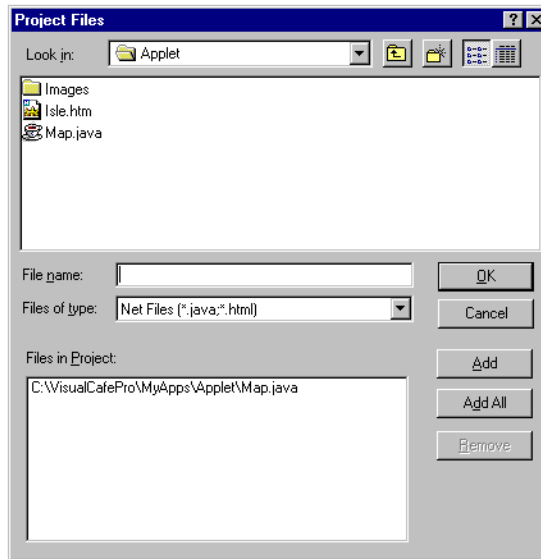 Project Files
Look in: Applet
Images
Isle.htm
Map.java
File name:
OK
Files of type: Net Files (*.java;*.html)
Cancel
Files in Project:
Add
C:\VisualCafePro\MyApps\Applet\Map.java
Add All
Remove